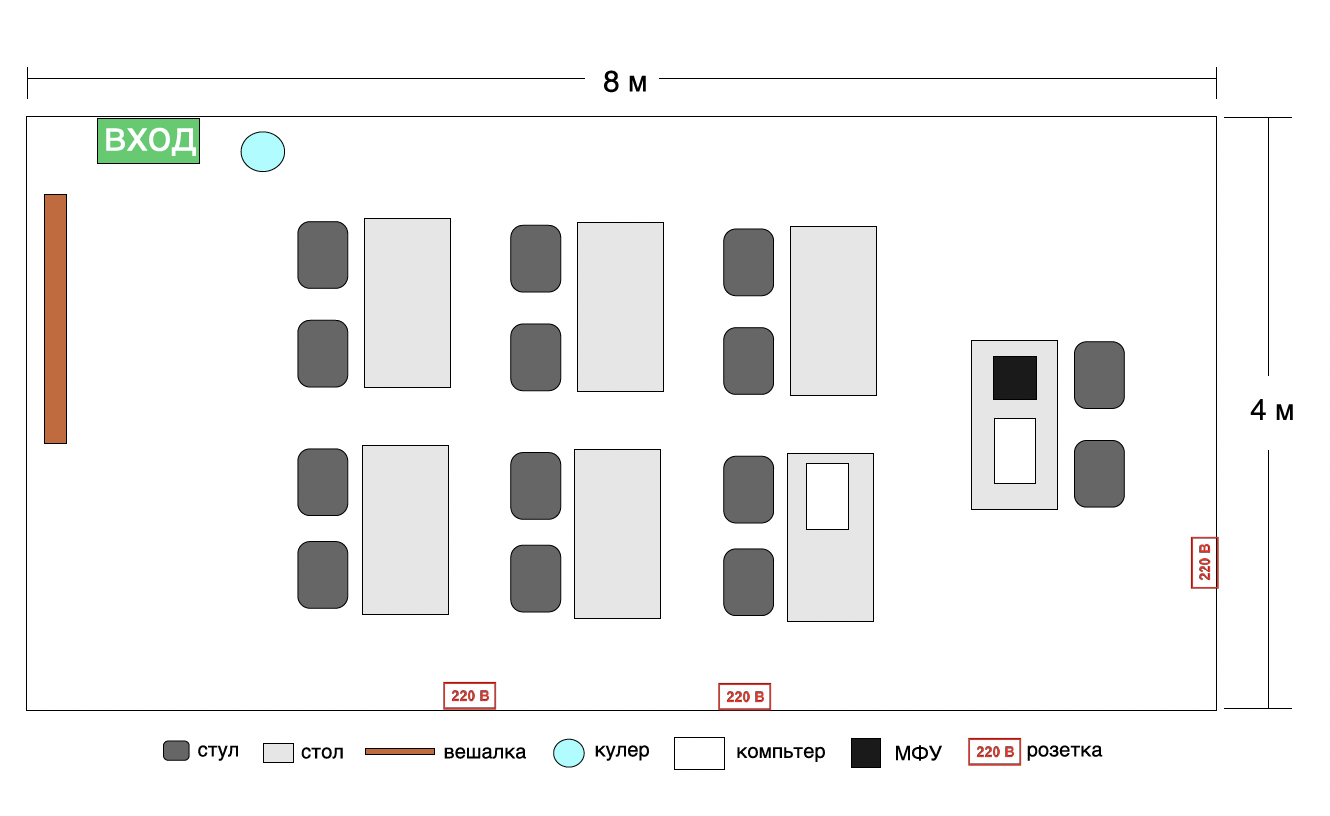 8 м
ВХОД
4 м
220 В
220 В
220 В
стул
стол
вешалка
кулер
компьтер
МФУ
220 В
розетка